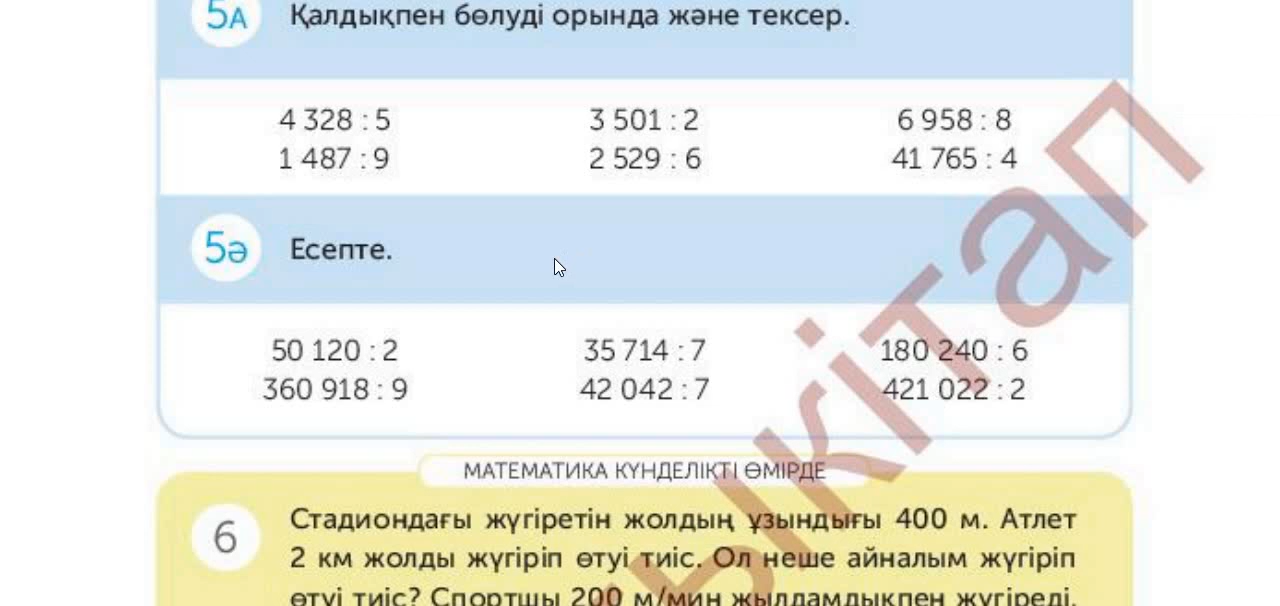 5А Қалдықпен бөлуді орында және тексер.
4 328 : 5 3 501 : 2 6 958 : 8
1 487 : 9 2 529 : 6 41 765 : 4
5ә Есепте.
50 120 : 2 35 714 : 7 180 240 : 6
360 918 : 9 42 042 : 7 421 022 : 2
МАТЕМАТИКА КҮНДЕЛІКТІ ӨМІРДЕ
6 Стадиондағы жүгіретін жолдың ұзындығы 400 м. Атлет
2 км жолды жүгіріп өтуі тиіс. Ол неше айналым жүгіріп
өтуі тиіс? Спортшы 200 м/мин жылдамдықпен жүгіреді.
ыкітап